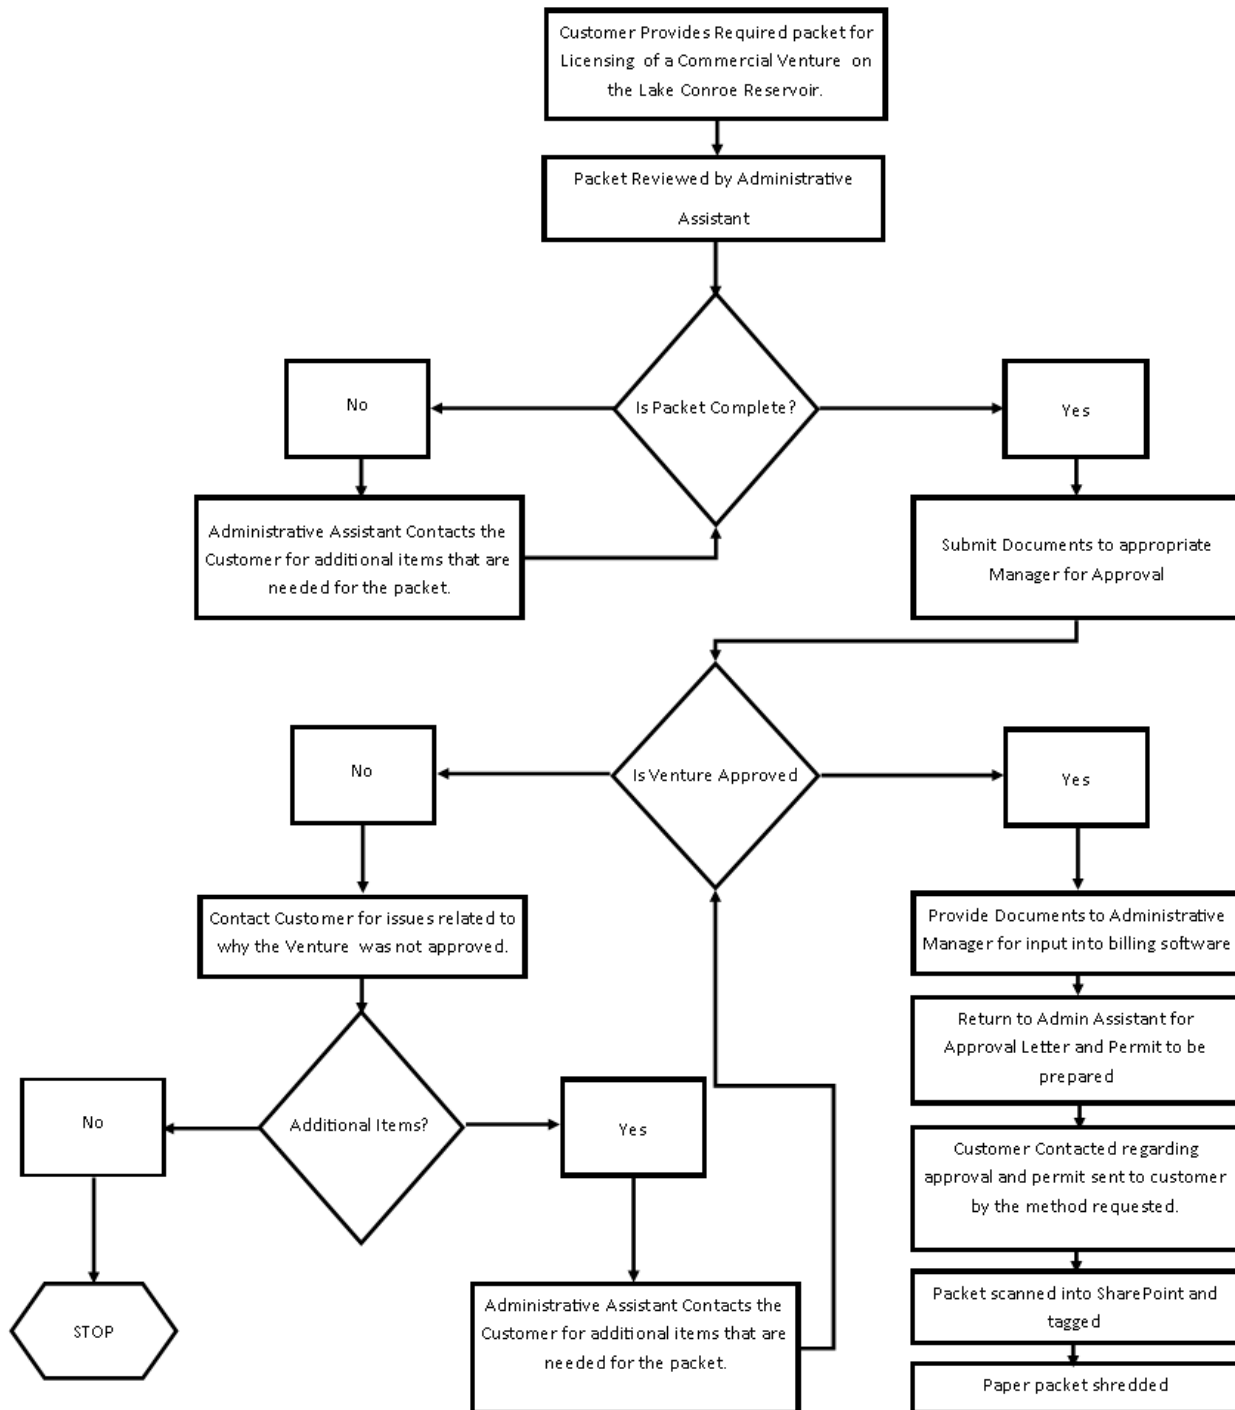 Customer Provides Required packet for
Licensing of a Commercial Venture on
the Lake Conroe Reservoir.
Packet Reviewed by Administrative
Assistant
Is Packet Complete?
No
Yes
Administrative Assistant Contacts the
Customer for additional items that are
needed for the packet.
Submit Documents to appropriate
Manager for Approval
Is Venture Approved
No
Yes
Contact Customer for issues related to
why the Venture was not approved.
Provide Documents to Administrative
Manager for input into billing software
Return to Admin Assistant for
Approval Letter and Permit to be
prepared
Additional Items?
No
Yes
Customer Contacted regarding
approval and permit sent to customer
by the method requested.
STOP
Administrative Assistant Contacts the
Customer for additional items that are
needed for the packet.
Packet scanned into SharePoint and
tagged
Paper packet shredded